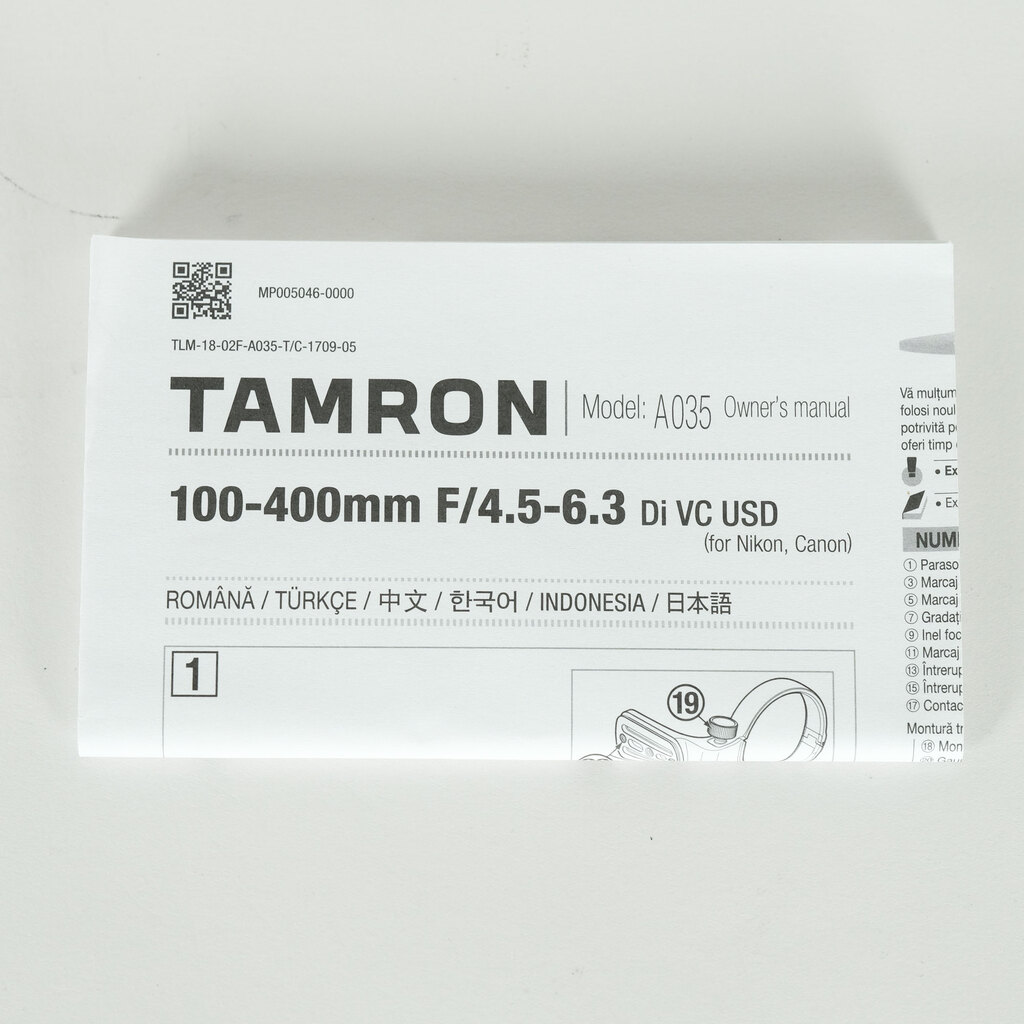 MP005046-0000
TLM-18-02F-A035-T/C-1709-05
TAMRON Model: A035 Owner's manual
100-400mm F/4.5-6.3 Di VC USD
(for Nikon, Canon)
ROMÂNĂ / TÜRKÇE / 中文 / 한국어 / INDONESIA / 日本語
1
19
Vă mulțum
folosi noul
potrivită p
oferi timp
• Ex
• Ex
NUM
① Paraso
③ Marcaj
⑤ Marcaj
⑦ Gradați
⑨ Inel foc
⑪ Marcaj
⑬ Întrerup
⑮ Întrerup
⑰ Contac
Montură tr
⑱ Mon